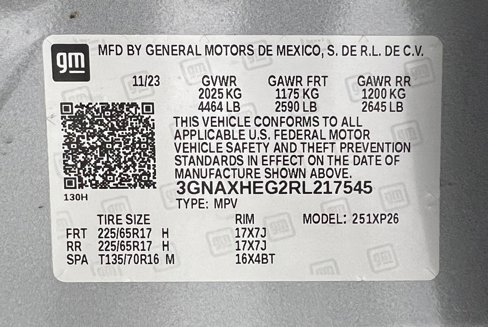 gm MFD BY GENERAL MOTORS DE MEXICO, S. DE R.L. DE C.V.
11/23 GVWR GAWR FRT GAWR RR
2025 KG 1175 KG 1200 KG
4464 LB 2590 LB 2645 LB
THIS VEHICLE CONFORMS TO ALL
APPLICABLE U.S. FEDERAL MOTOR
VEHICLE SAFETY AND THEFT PREVENTION
STANDARDS IN EFFECT ON THE DATE OF
MANUFACTURE SHOWN ABOVE.
3GNAXHEG2RL217545
130H TYPE: MPV
TIRE SIZE RIM MODEL: 251XP26
FRT 225/65R17 H 17X7J
RR 225/65R17 H 17X7J
SPA T135/70R16 M 16X4BT